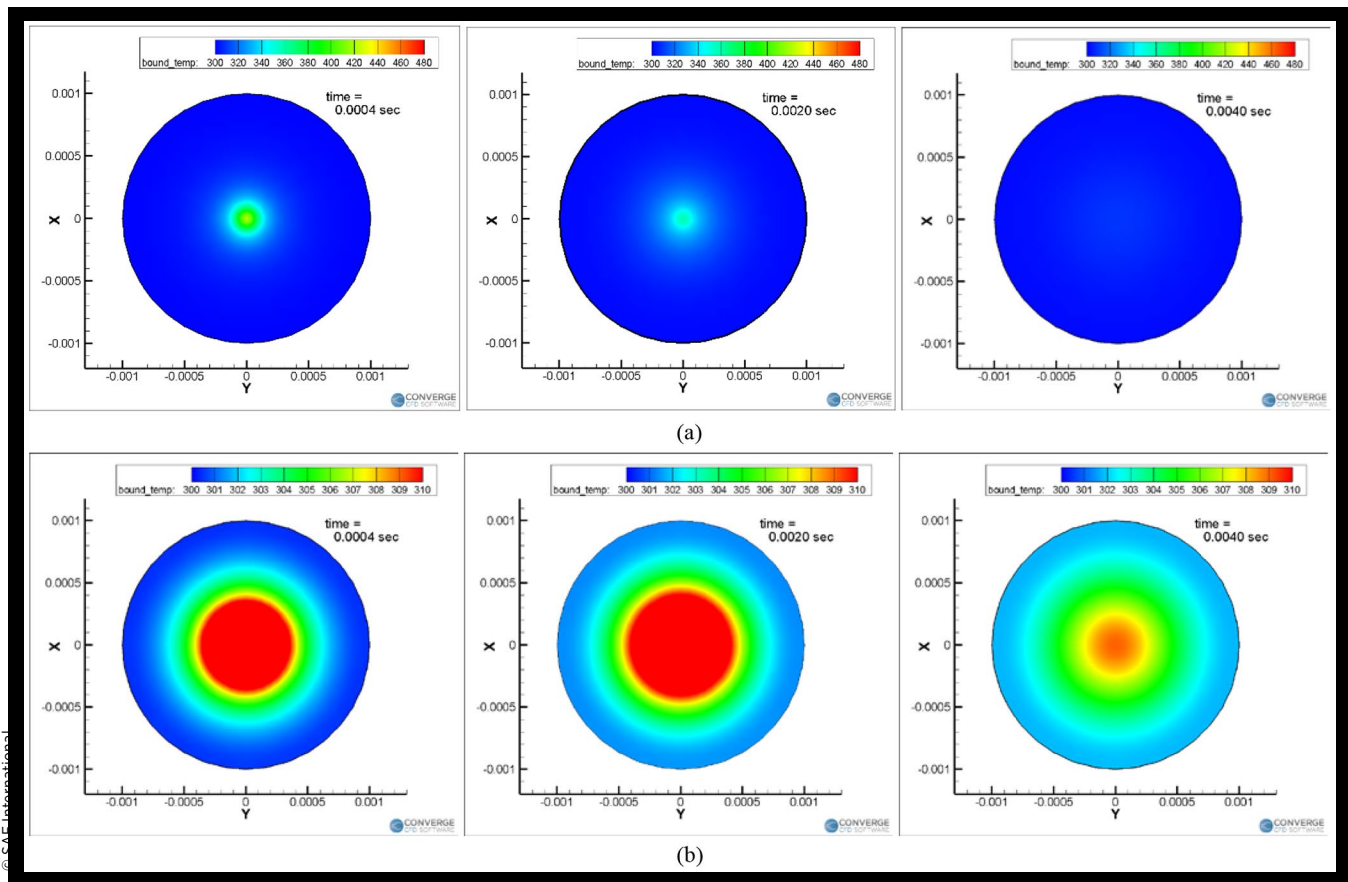 bound_temp: 300 320 340 360 380 400 420 440 460 480
time =
0.0004 sec
0.001
0.0005
X 0
-0.0005
-0.001
-0.001 -0.0005 0 0.0005 0.001
Y
CONVERGE
CFD SOFTWARE
bound_temp: 300 320 340 360 380 400 420 440 460 480
time =
0.0020 sec
0.001
0.0005
X 0
-0.0005
-0.001
-0.001 -0.0005 0 0.0005 0.001
Y
CONVERGE
CFD SOFTWARE
bound_temp: 300 320 340 360 380 400 420 440 460 480
time =
0.0040 sec
0.001
0.0005
X 0
-0.0005
-0.001
-0.001 -0.0005 0 0.0005 0.001
Y
CONVERGE
CFD SOFTWARE
(a)
bound_temp: 300 301 302 303 304 305 306 307 308 309 310
time =
0.0004 sec
0.001
0.0005
X 0
-0.0005
-0.001
-0.001 -0.0005 0 0.0005 0.001
Y
CONVERGE
CFD SOFTWARE
bound_temp: 300 301 302 303 304 305 306 307 308 309 310
time =
0.0020 sec
0.001
0.0005
X 0
-0.0005
-0.001
-0.001 -0.0005 0 0.0005 0.001
Y
CONVERGE
CFD SOFTWARE
bound_temp: 300 301 302 303 304 305 306 307 308 309 310
time =
0.0040 sec
0.001
0.0005
X 0
-0.0005
-0.001
-0.001 -0.0005 0 0.0005 0.001
Y
CONVERGE
CFD SOFTWARE
(b)
© SAE International